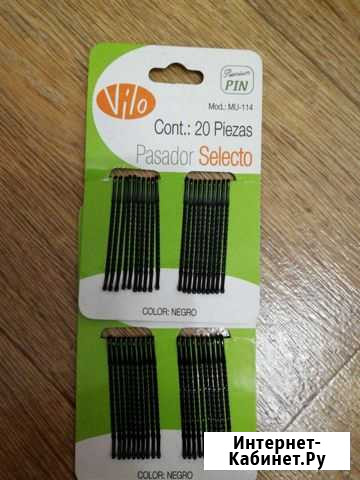 Vilo
Premium
PIN
Mod.: MU-114
Cont.: 20 Piezas
Pasador Selecto
COLOR: NEGRO
COLOR: NEGRO
Интернет-
Кабинет.Ру